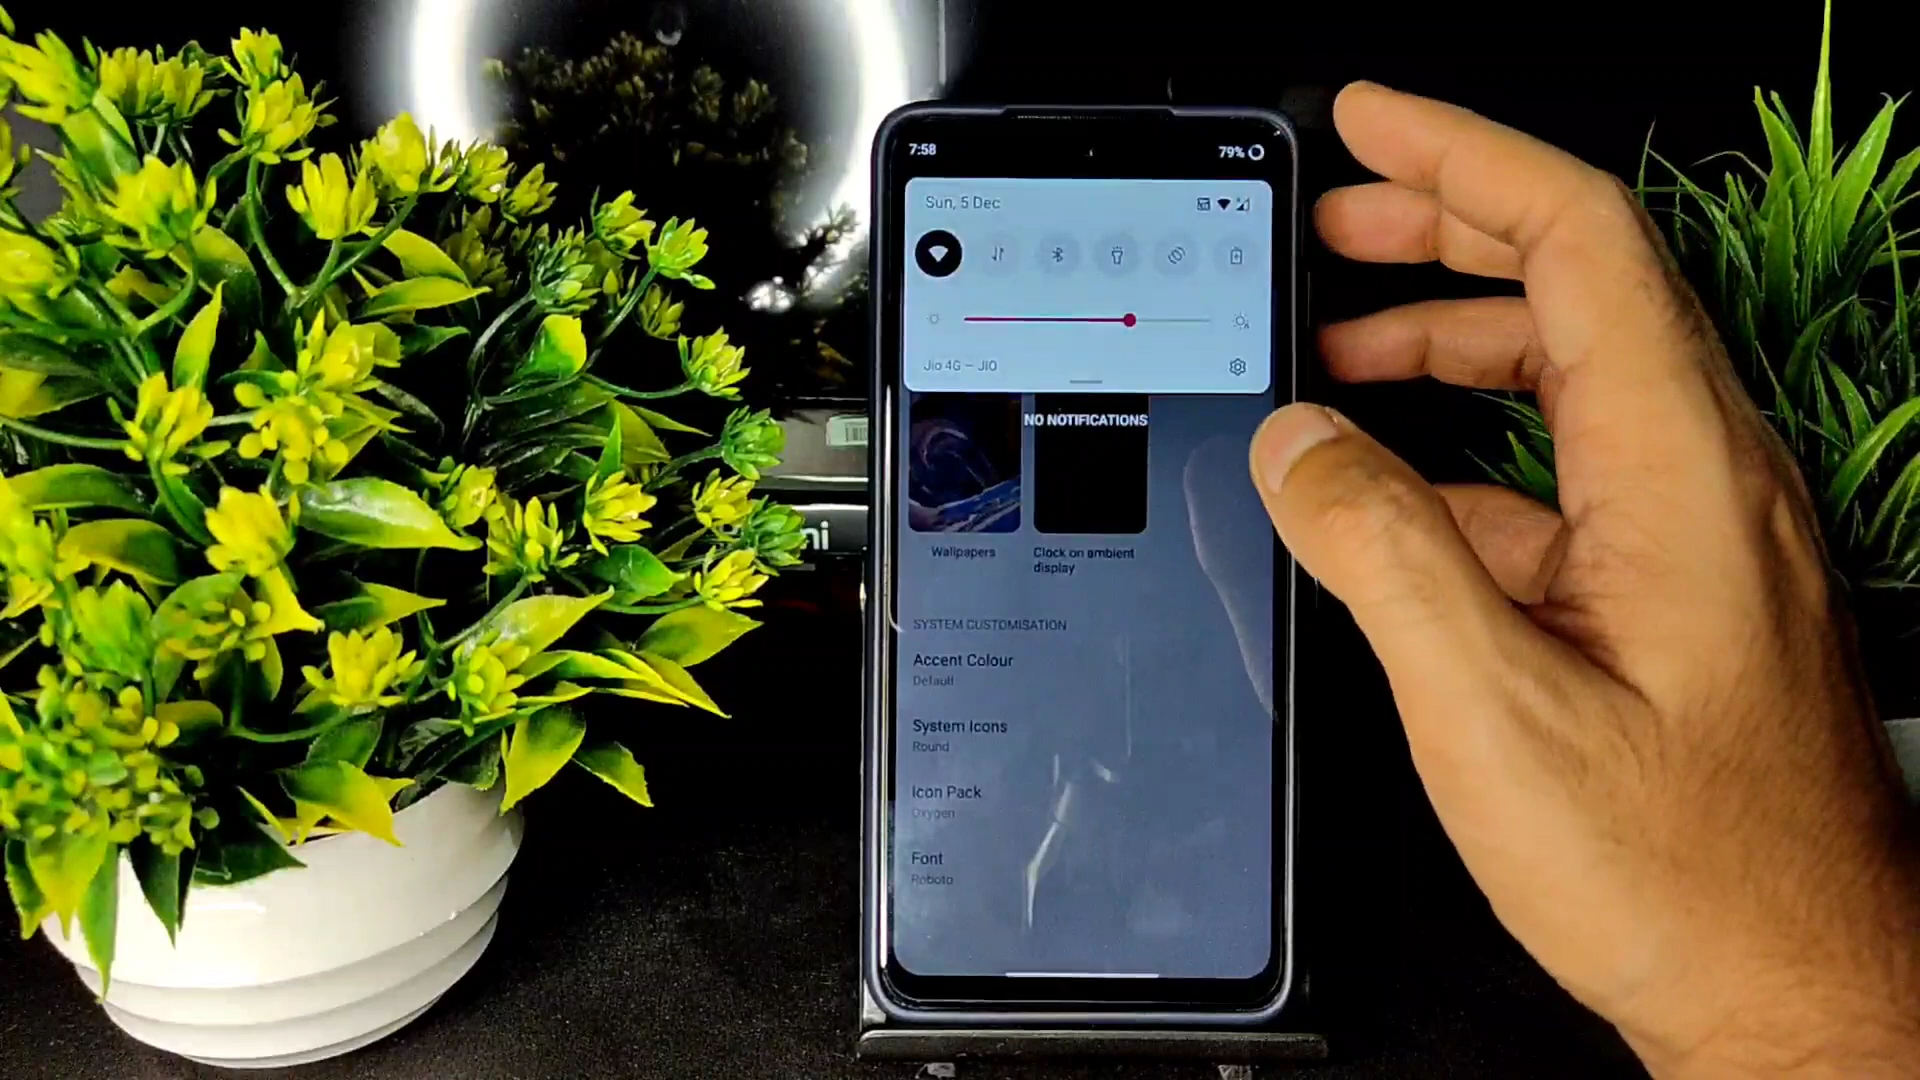 7:58
79%
Sun, 5 Dec
Jio 4G – JIO
NO NOTIFICATIONS
Wallpapers
Clock on ambient
display
SYSTEM CUSTOMISATION
Accent Colour
Default
System Icons
Round
Icon Pack
Oxygen
Font
Roboto